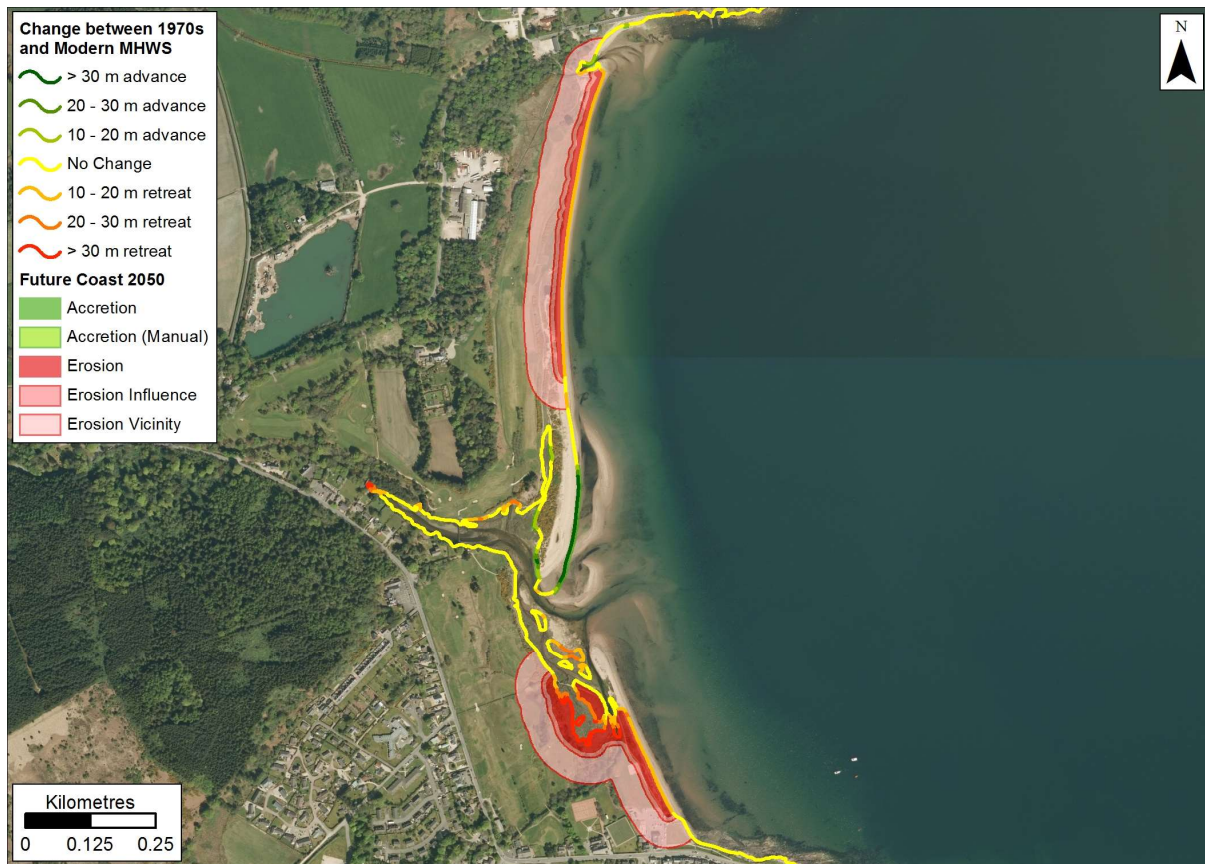 Change between 1970s
and Modern MHWS
> 30 m advance
20 - 30 m advance
10 - 20 m advance
No Change
10 - 20 m retreat
20 - 30 m retreat
> 30 m retreat
Future Coast 2050
Accretion
Accretion (Manual)
Erosion
Erosion Influence
Erosion Vicinity
N
Kilometres
0 0.125 0.25